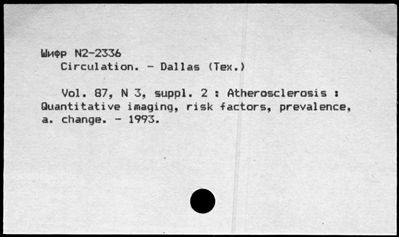 Шифр N2-2336
Circulation. - Dallas (Tex.)
Vol. 87, N 3, suppl. 2 : Atherosclerosis :
Quantitative imaging, risk factors, prevalence,
a. change. - 1993.